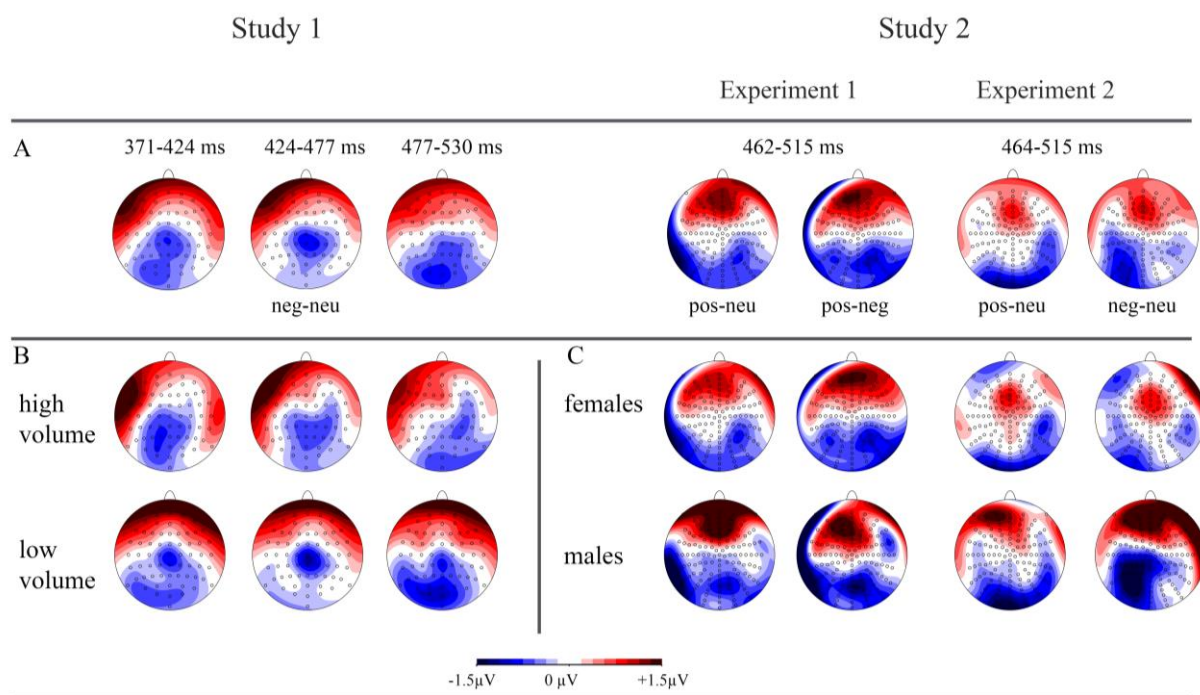 Study 1
Study 2
Experiment 1
Experiment 2
A
371-424 ms
424-477 ms
477-530 ms
462-515 ms
464-515 ms
neg-neu
pos-neu
pos-neg
pos-neu
neg-neu
B
high
volume
low
volume
C
females
males
-1.5µV
0 µV
+1.5µV